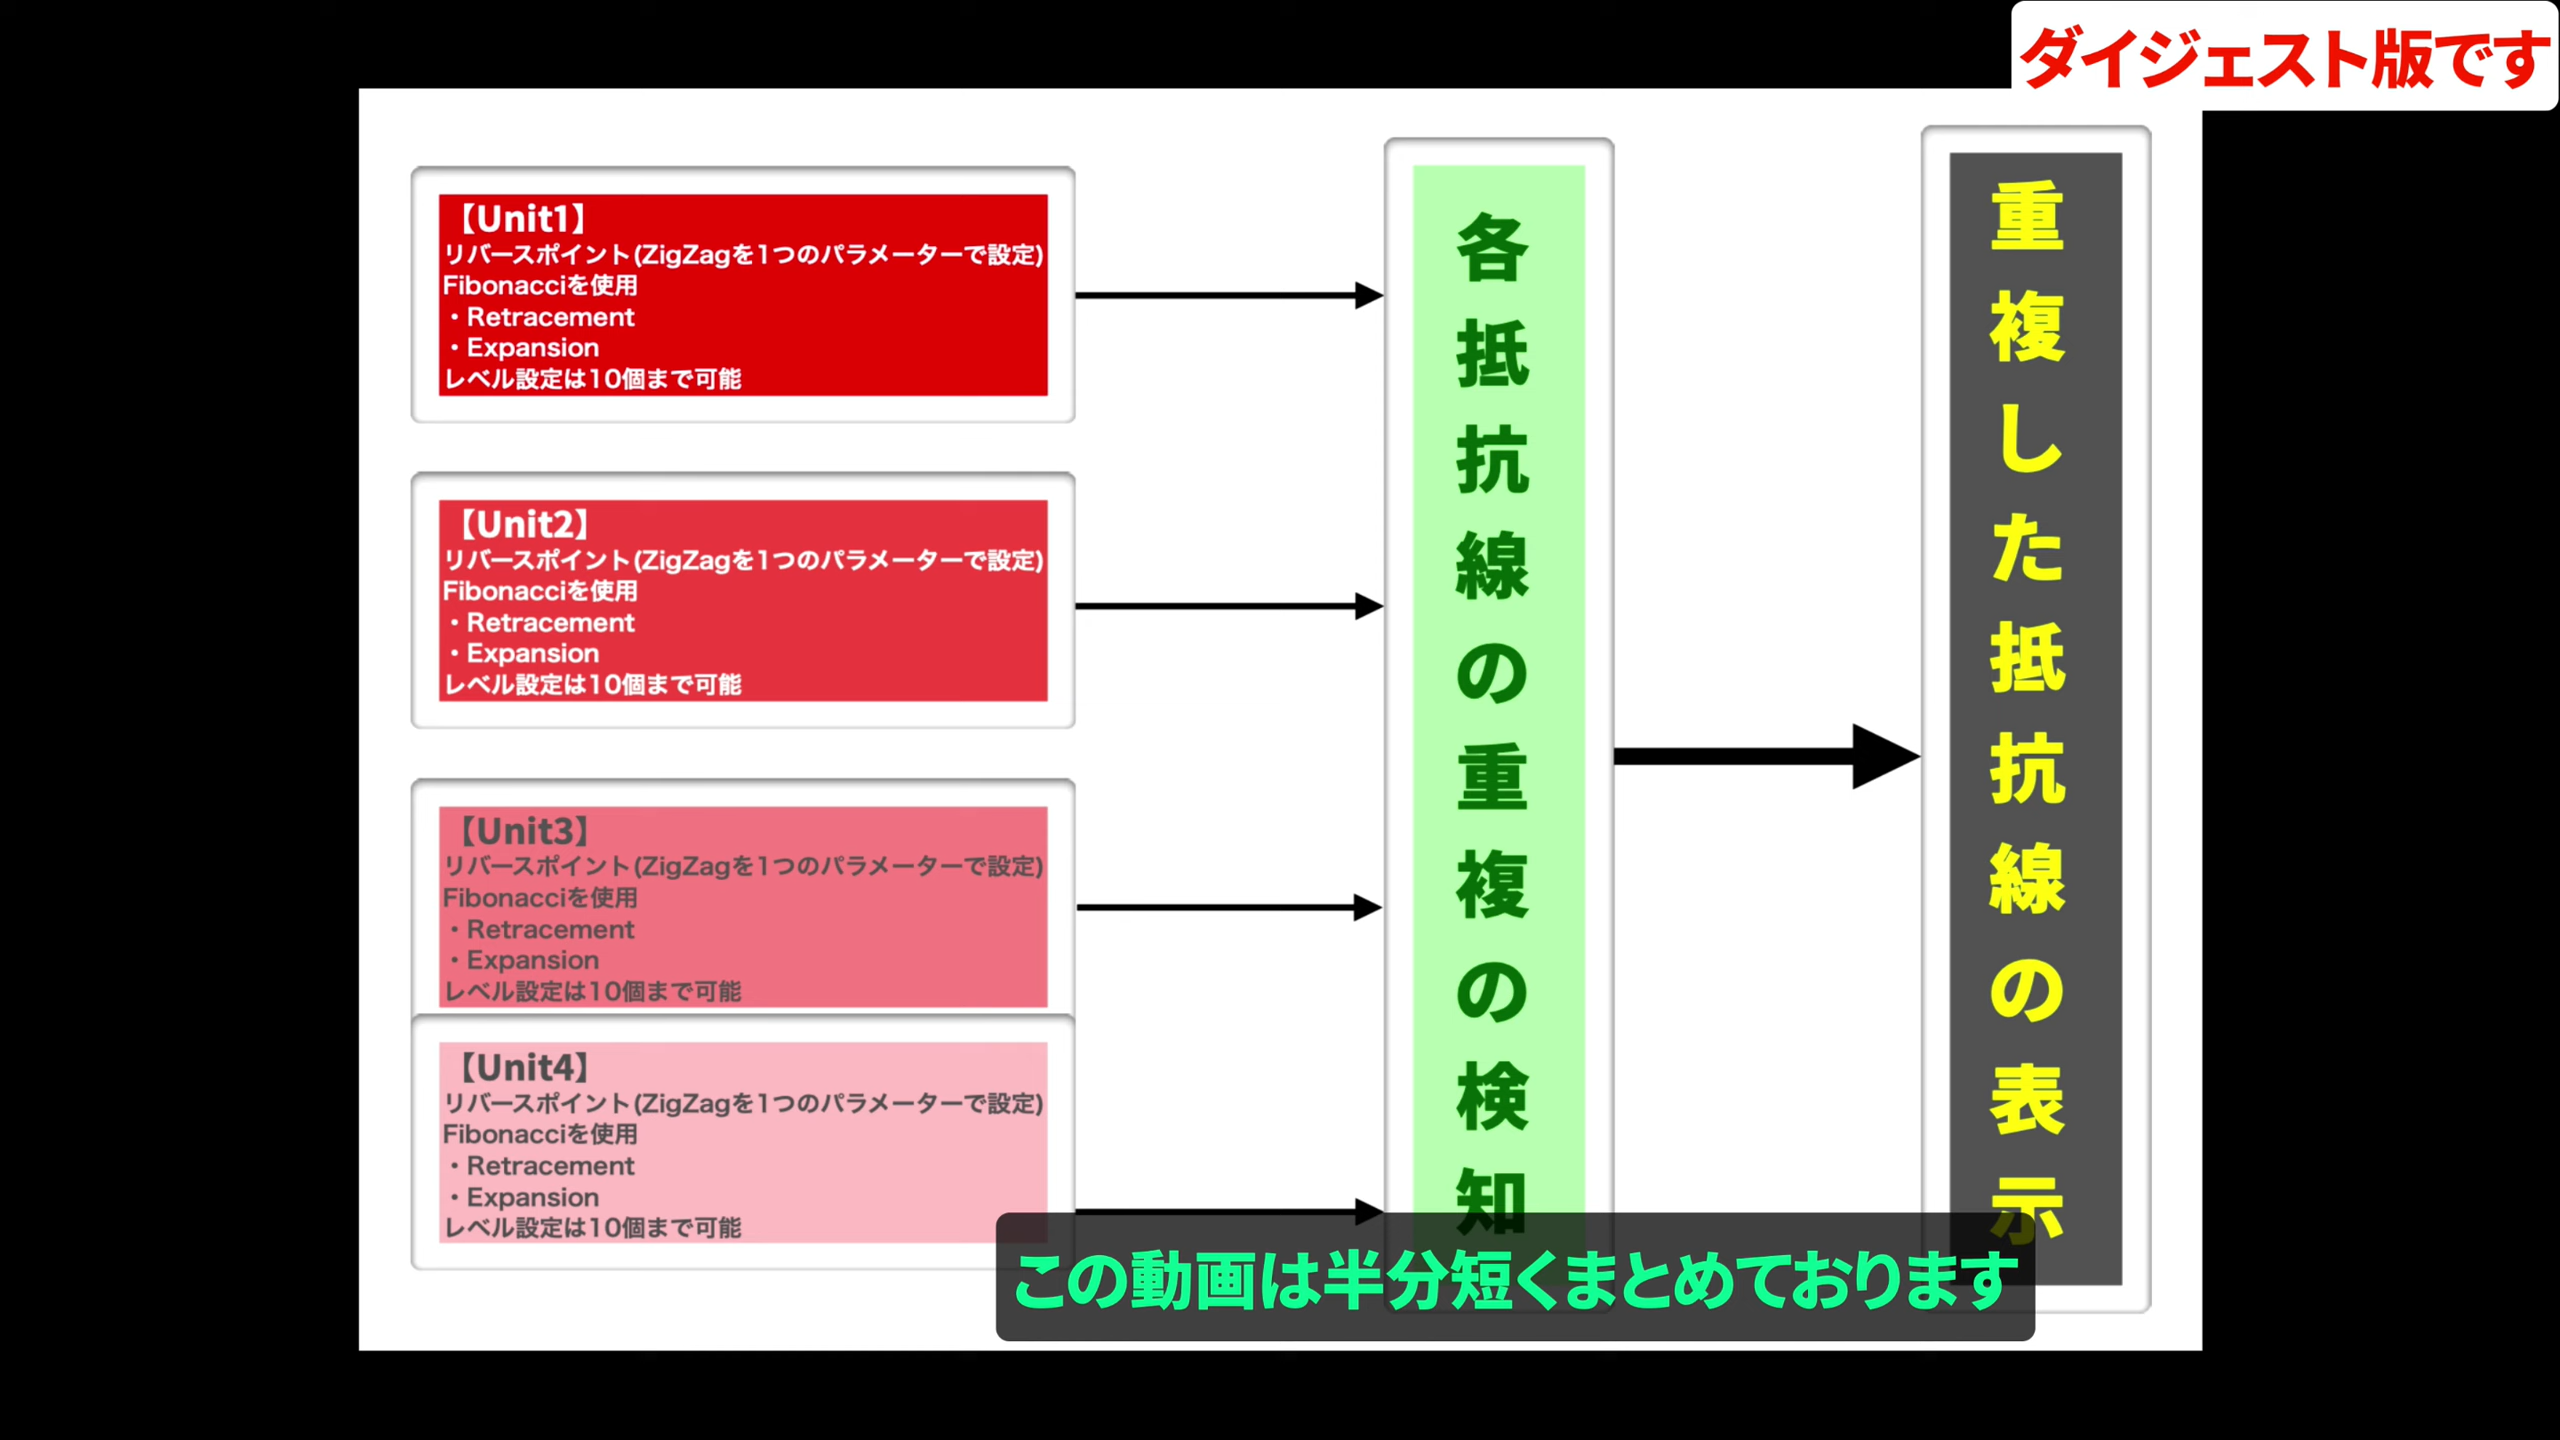 ダイジェスト版です
【Unit1】
リバースポイント(ZigZagを1つのパラメーターで設定)
Fibonacciを使用
・Retracement
・Expansion
レベル設定は10個まで可能
【Unit2】
リバースポイント(ZigZagを1つのパラメーターで設定)
Fibonacciを使用
・Retracement
・Expansion
レベル設定は10個まで可能
【Unit3】
リバースポイント(ZigZagを1つのパラメーターで設定)
Fibonacciを使用
・Retracement
・Expansion
レベル設定は10個まで可能
【Unit4】
リバースポイント(ZigZagを1つのパラメーターで設定)
Fibonacciを使用
・Retracement
・Expansion
レベル設定は10個まで可能
各抵抗線の重複の検知
重複した抵抗線の表示
この動画は半分短くまとめております